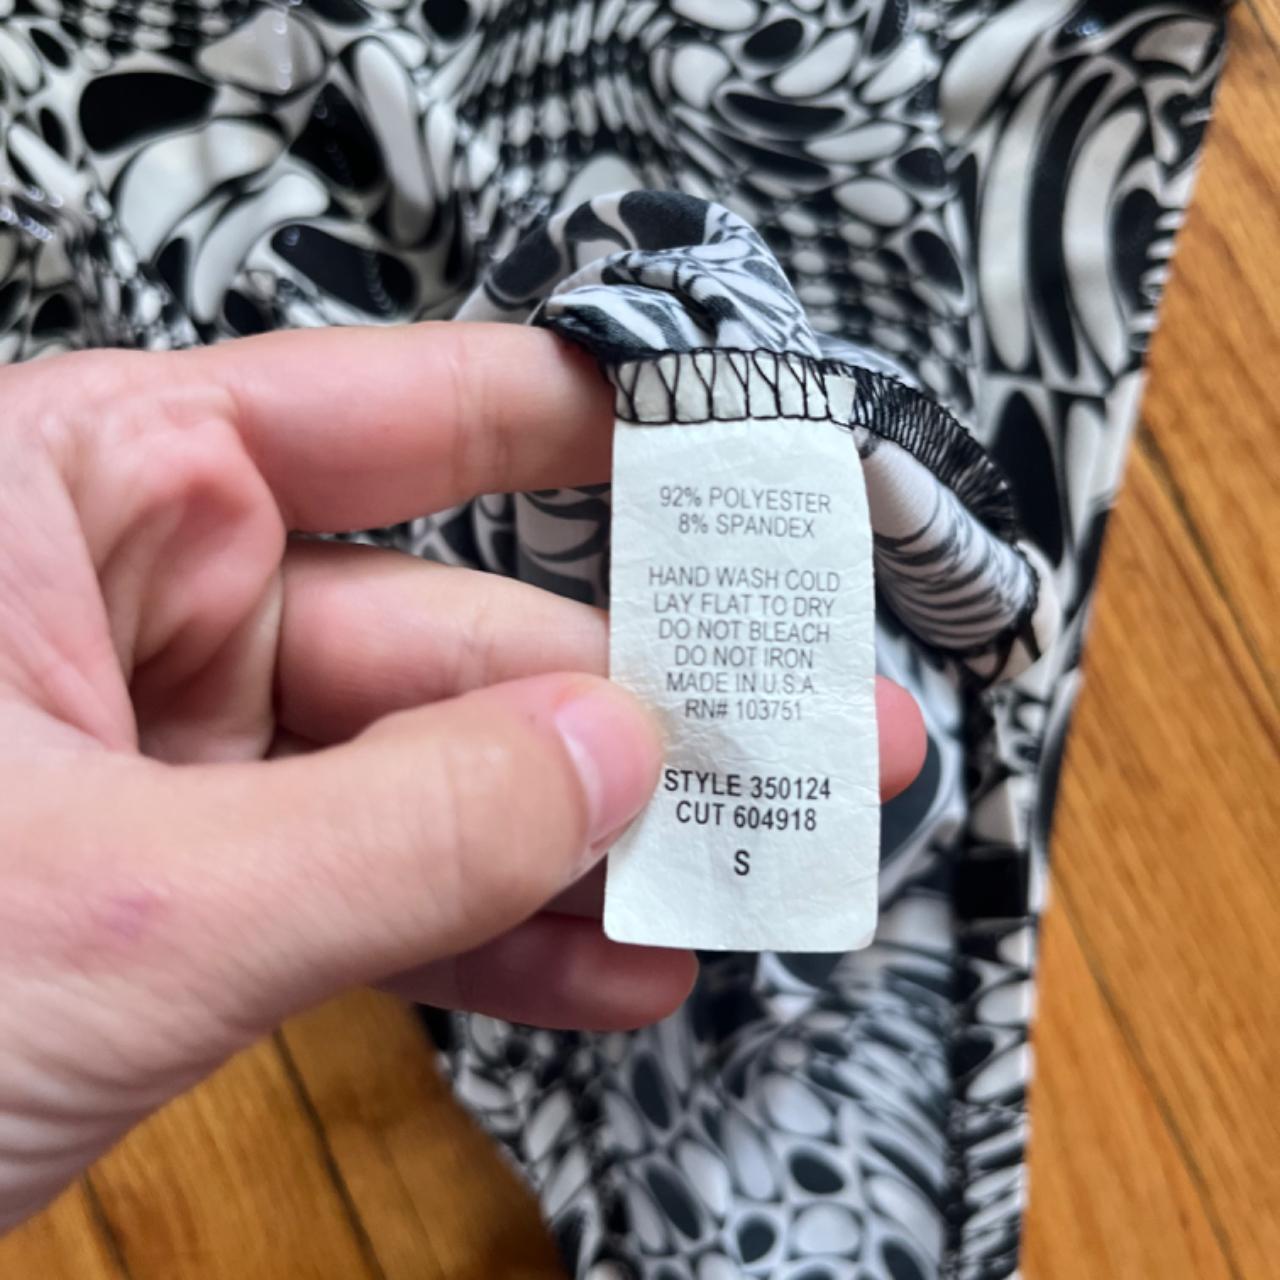 92% POLYESTER
8% SPANDEX
HAND WASH COLD
LAY FLAT TO DRY
DO NOT BLEACH
DO NOT IRON
MADE IN U.S.A.
RN# 103751
STYLE 350124
CUT 604918
S